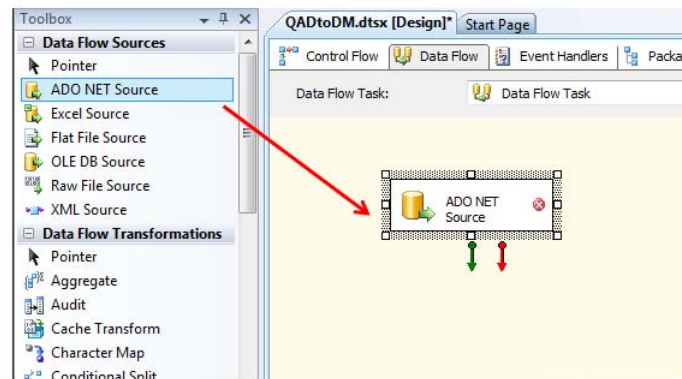 Toolbox
Data Flow Sources
Pointer
ADO NET Source
Excel Source
Flat File Source
OLE DB Source
Raw File Source
XML Source
Data Flow Transformations
Pointer
Aggregate
Audit
Cache Transform
Character Map
Conditional Split
QADtoDM.dtsx [Design]*
Start Page
Control Flow
Data Flow
Event Handlers
Packa
Data Flow Task:
Data Flow Task
ADO NET
Source